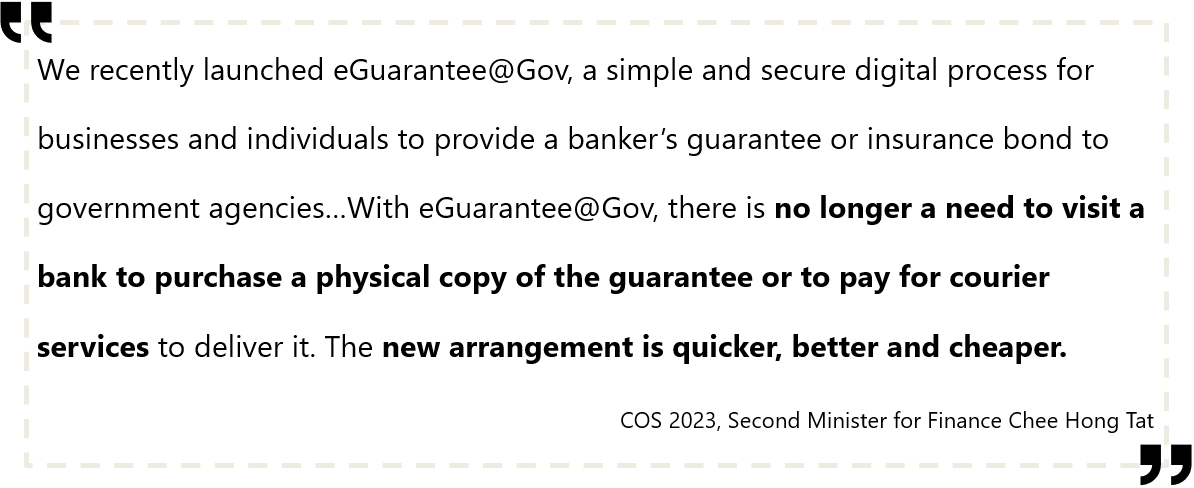 We recently launched eGuarantee@Gov, a simple and secure digital process for
businesses and individuals to provide a banker’s guarantee or insurance bond to
government agencies…With eGuarantee@Gov, there is no longer a need to visit a
bank to purchase a physical copy of the guarantee or to pay for courier
services to deliver it. The new arrangement is quicker, better and cheaper.
COS 2023, Second Minister for Finance Chee Hong Tat